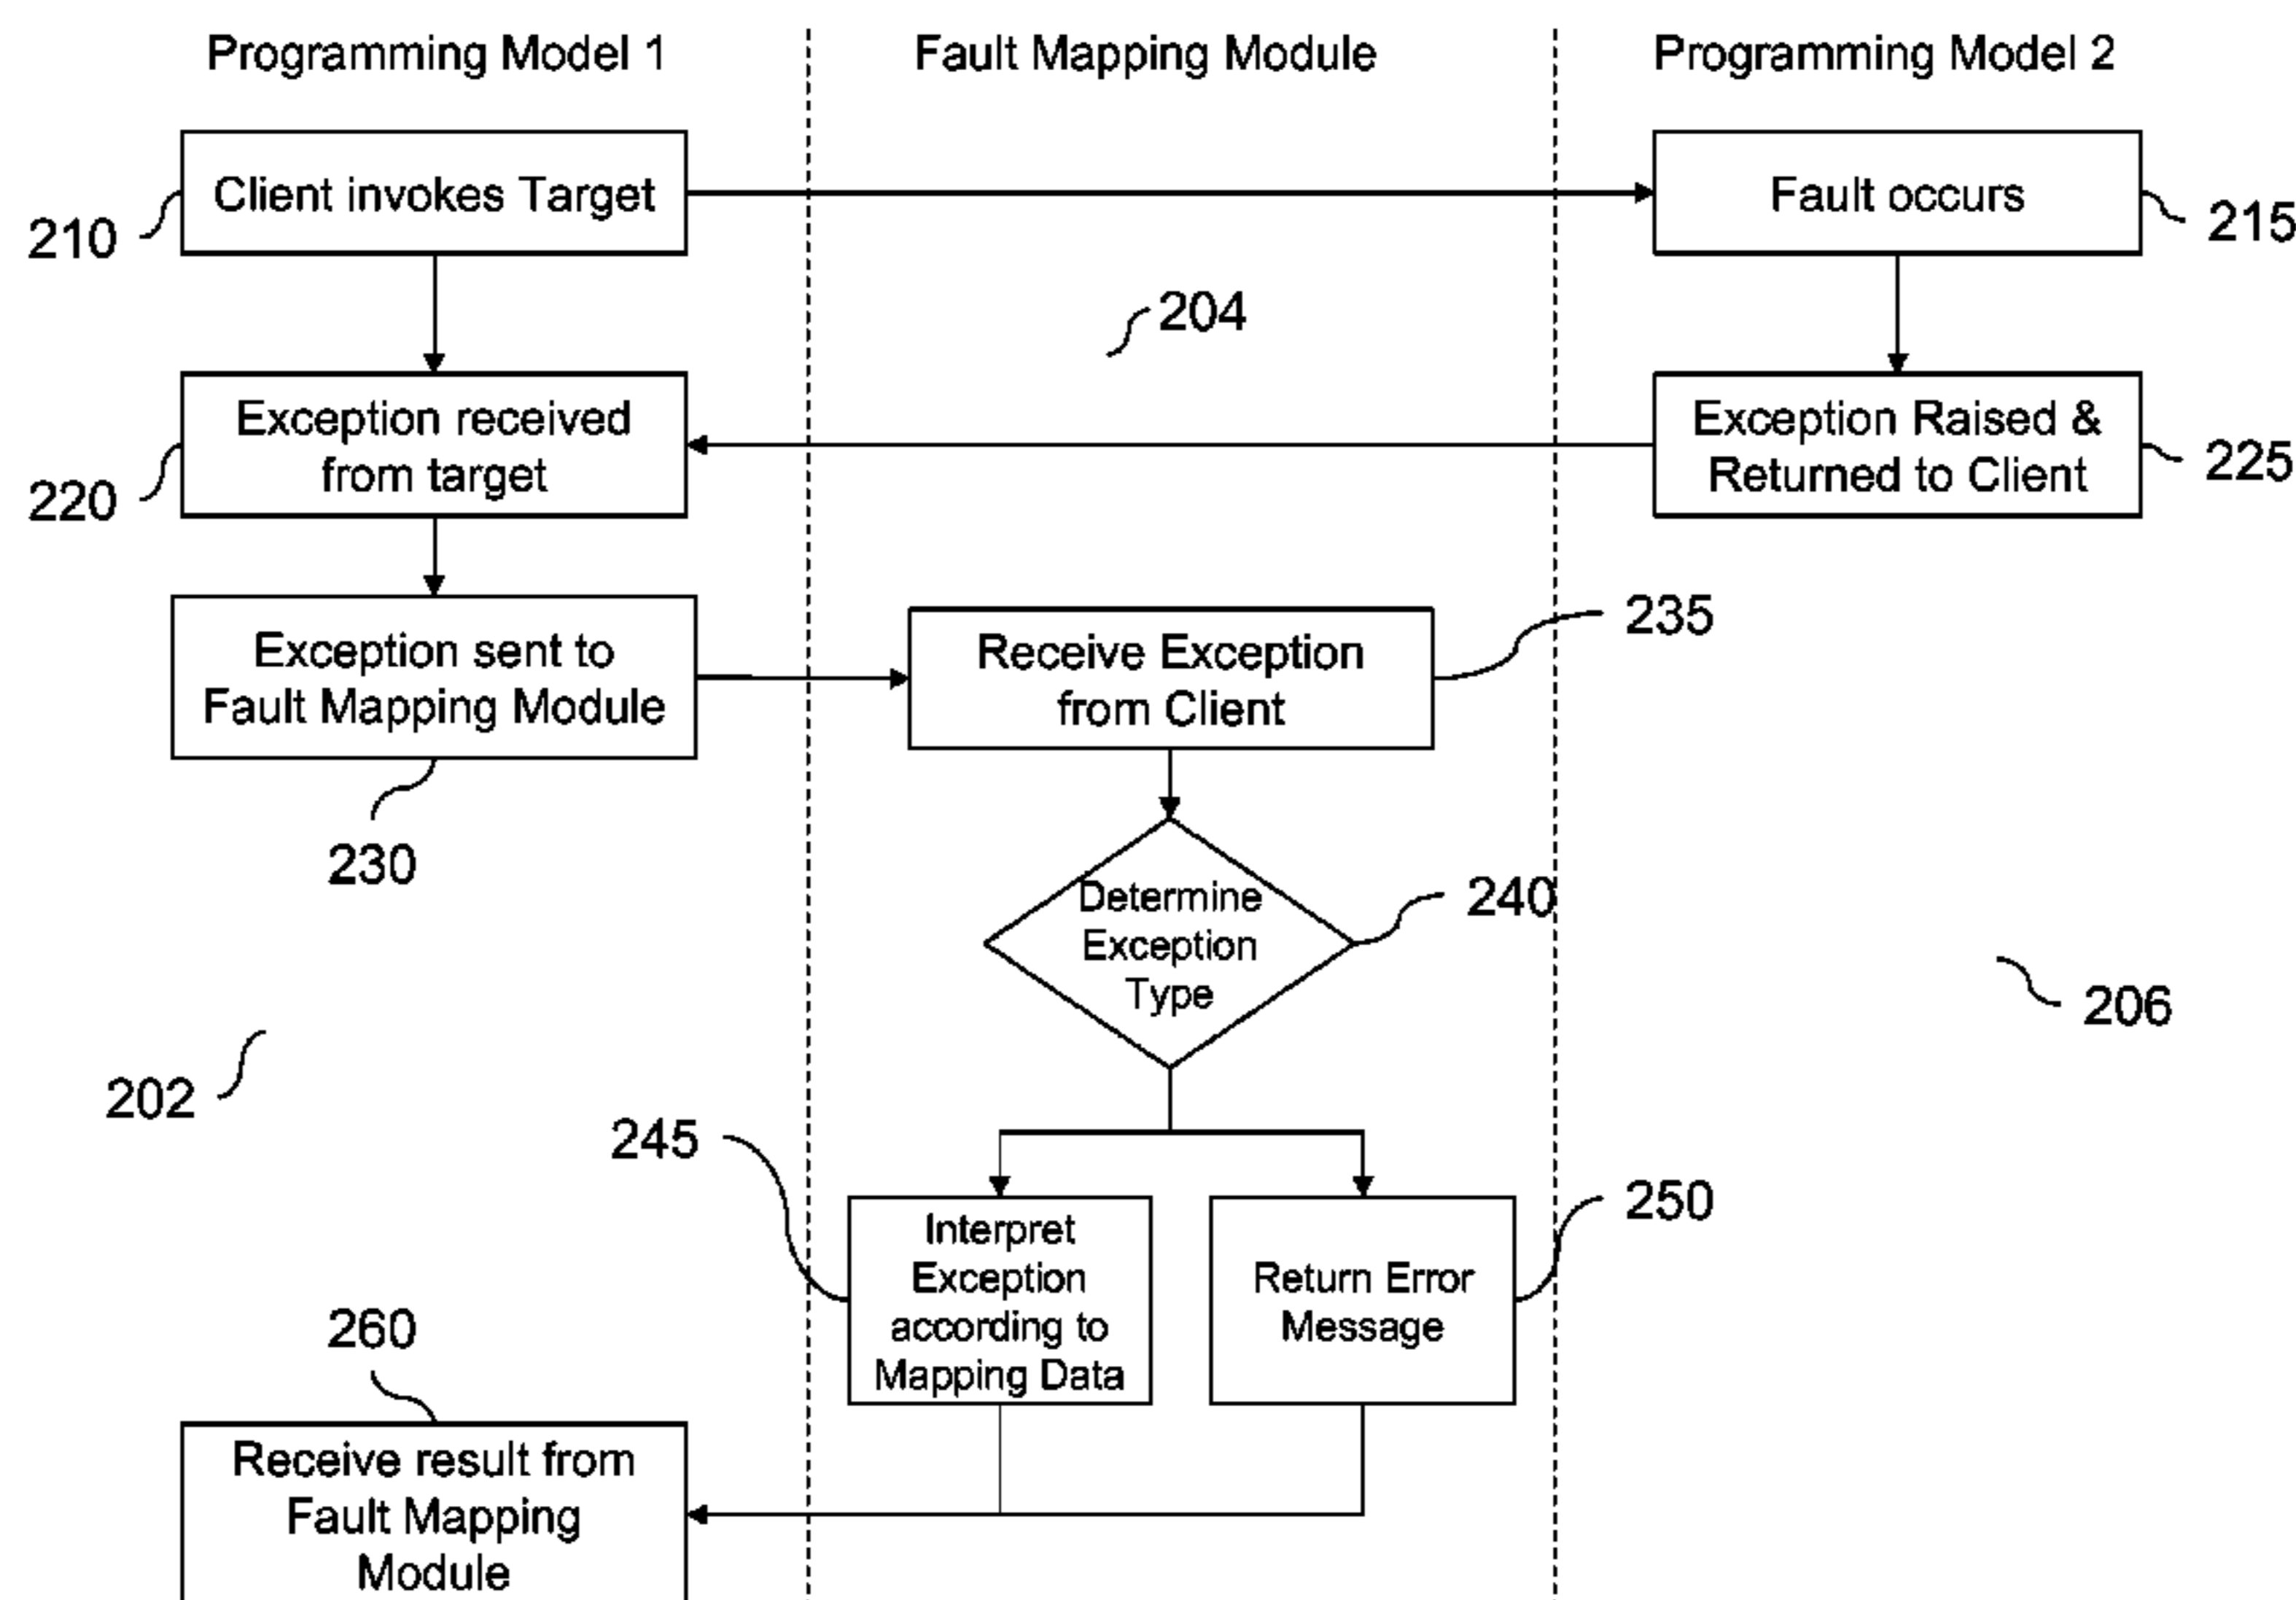 Programming Model 1
Fault Mapping Module
Programming Model 2
Client invokes Target
Fault occurs
210
215
204
Exception received
from target
Exception Raised &
Returned to Client
220
225
Exception sent to
Fault Mapping Module
Receive Exception
from Client
235
230
Determine
Exception
Type
240
206
202
245
Interpret
Exception
according to
Mapping Data
Return Error
Message
250
260
Receive result from
Fault Mapping
Module